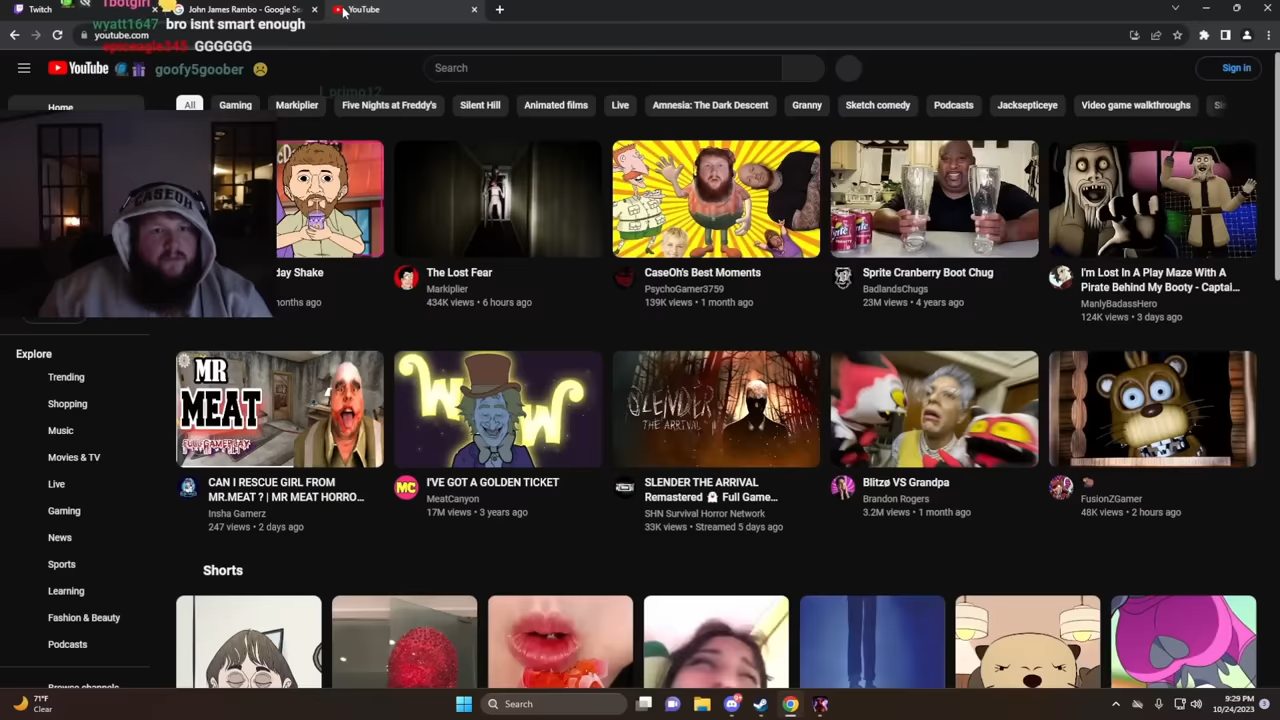 Twitch
John James Rambo - Google Se
YouTube
Tbotgirl
wyatt1647 bro isnt smart enough
youtube.com
GGGGGG
YouTube
goofy5goober
Search
Sign in
primo12
Home
All
Gaming
Markiplier
Five Nights at Freddy's
Silent Hill
Animated films
Live
Amnesia: The Dark Descent
Granny
Sketch comedy
Podcasts
Jacksepticeye
Video game walkthroughs
CASEOH
day Shake
months ago
The Lost Fear
Markiplier
434K views • 6 hours ago
CaseOh's Best Moments
PsychoGamer3759
139K views • 1 month ago
Sprite Cranberry Boot Chug
BadlandsChugs
23M views • 4 years ago
I'm Lost In A Play Maze With A
Pirate Behind My Booty - Captai...
ManlyBadassHero
124K views • 3 days ago
Explore
Trending
Shopping
Music
Movies & TV
Live
Gaming
News
Sports
Learning
Fashion & Beauty
Podcasts
Browse channels
MR
MEAT
FULL GAMEPLAY
CAN I RESCUE GIRL FROM
MR.MEAT ? | MR MEAT HORRO...
Insha Gamerz
247 views • 2 days ago
W W
I'VE GOT A GOLDEN TICKET
MeatCanyon
17M views • 3 years ago
SLENDER
THE ARRIVAL
SLENDER THE ARRIVAL
Remastered Full Game...
SHN Survival Horror Network
33K views • Streamed 5 days ago
Blitzø VS Grandpa
Brandon Rogers
3.2M views • 1 month ago
FusionZGamer
48K views • 2 hours ago
Shorts
71°F
Clear
Search
9:29 PM
10/24/2023